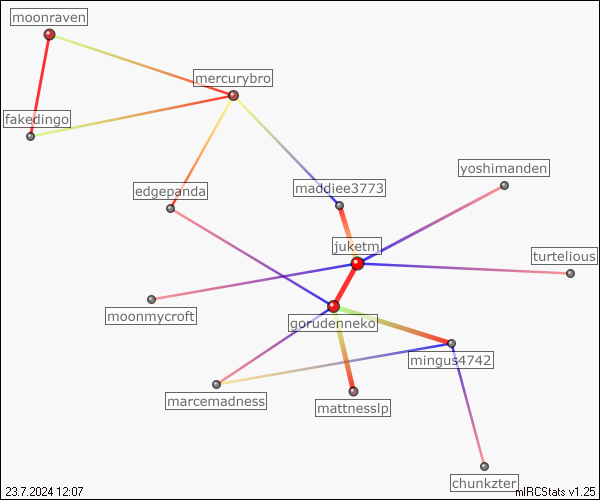 moonraven
mercurybro
fakedingo
yoshimanden
edgepanda
maddiee3773
juketm
turtelious
moonmycroft
gorudenneko
mingus4742
marcemadness
mattnesslp
chunkzter
23.7.2024 12:07
mIRCStats v1.25